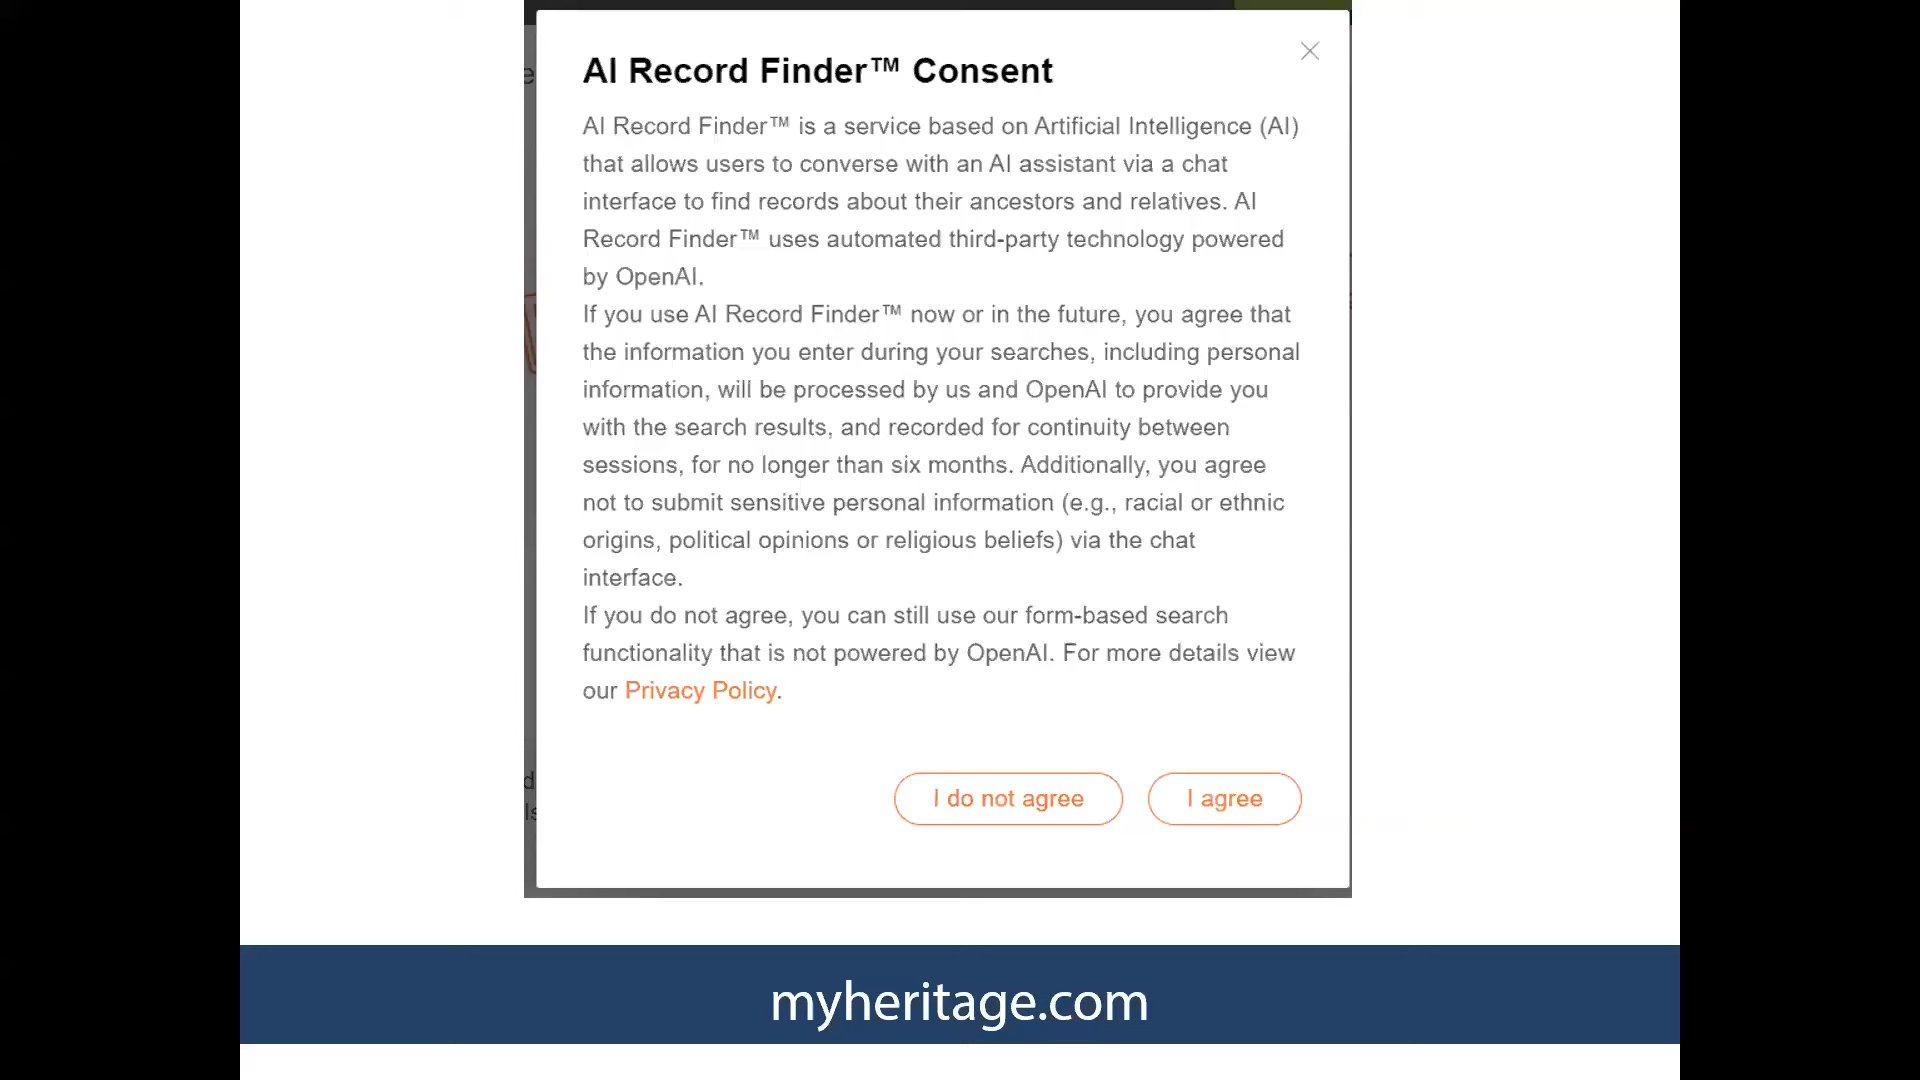 AI Record Finder™ Consent
AI Record Finder™ is a service based on Artificial Intelligence (AI)
that allows users to converse with an AI assistant via a chat
interface to find records about their ancestors and relatives. AI
Record Finder™ uses automated third-party technology powered
by OpenAI.
If you use AI Record Finder™ now or in the future, you agree that
the information you enter during your searches, including personal
information, will be processed by us and OpenAI to provide you
with the search results, and recorded for continuity between
sessions, for no longer than six months. Additionally, you agree
not to submit sensitive personal information (e.g., racial or ethnic
origins, political opinions or religious beliefs) via the chat
interface.
If you do not agree, you can still use our form-based search
functionality that is not powered by OpenAI. For more details view
our Privacy Policy.
I do not agree
I agree
myheritage.com